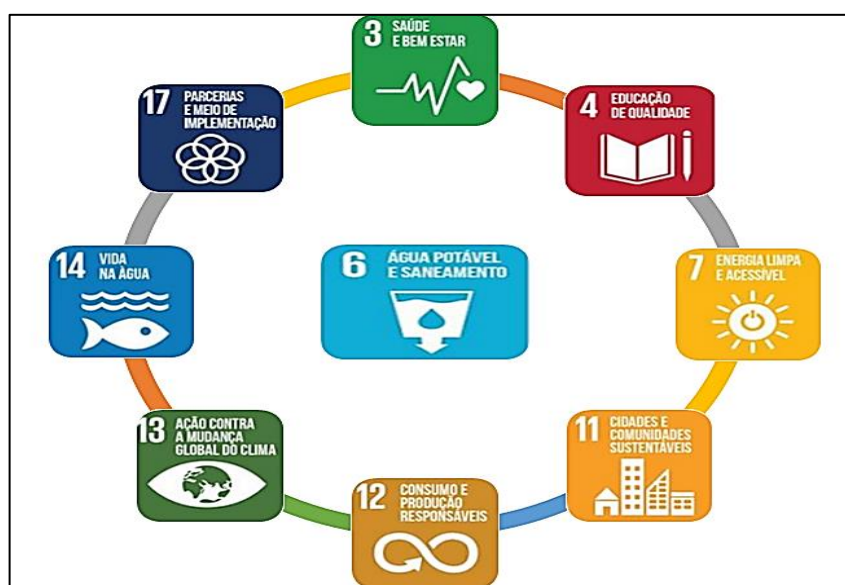 3 SAÚDE
E BEM ESTAR
4 EDUCAÇÃO
DE QUALIDADE
17 PARCERIAS
E MEIO DE
IMPLEMENTAÇÃO
14 VIDA
NA ÀGUA
6 ÁGUA POTÁVEL
E SANEAMENTO
7 ENERGIA LIMPA
E ACESSÍVEL
13 AÇÃO CONTRA
A MUDANÇA
GLOBAL DO CLIMA
11 CIDADES E
COMUNIDADES
SUSTENTÁVEIS
12 CONSUMO E
PRODUÇÃO
RESPONSÁVEIS